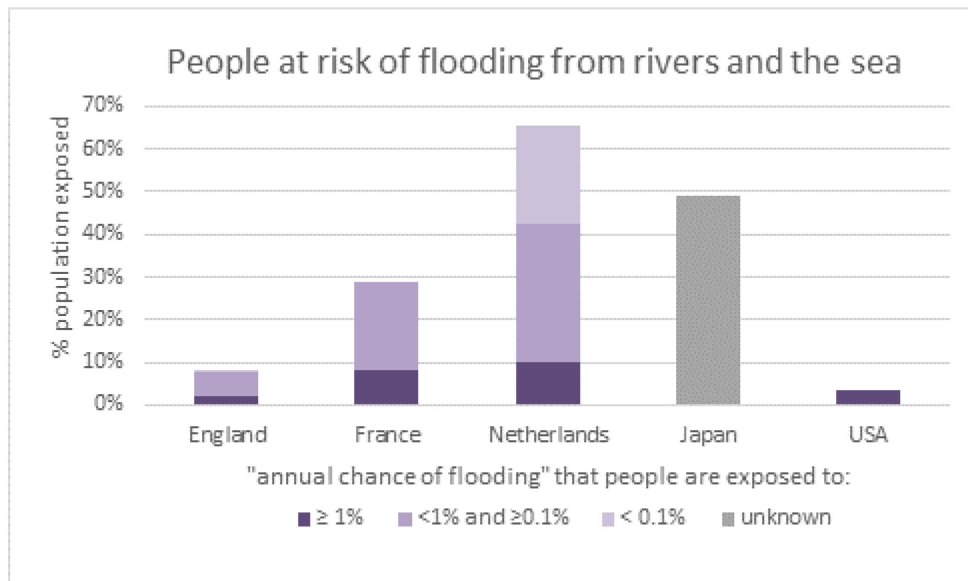 People at risk of flooding from rivers and the sea
% population exposed
70%
60%
50%
40%
30%
20%
10%
0%
England France Netherlands Japan USA
"annual chance of flooding" that people are exposed to:
≥ 1% <1% and ≥0.1% < 0.1% unknown